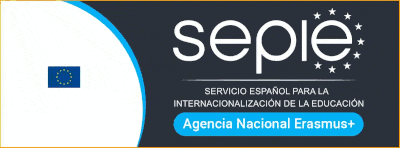 sepie
SERVICIO ESPAÑOL PARA LA
INTERNACIONALIZACIÓN DE LA EDUCACIÓN
Agencia Nacional Erasmus+